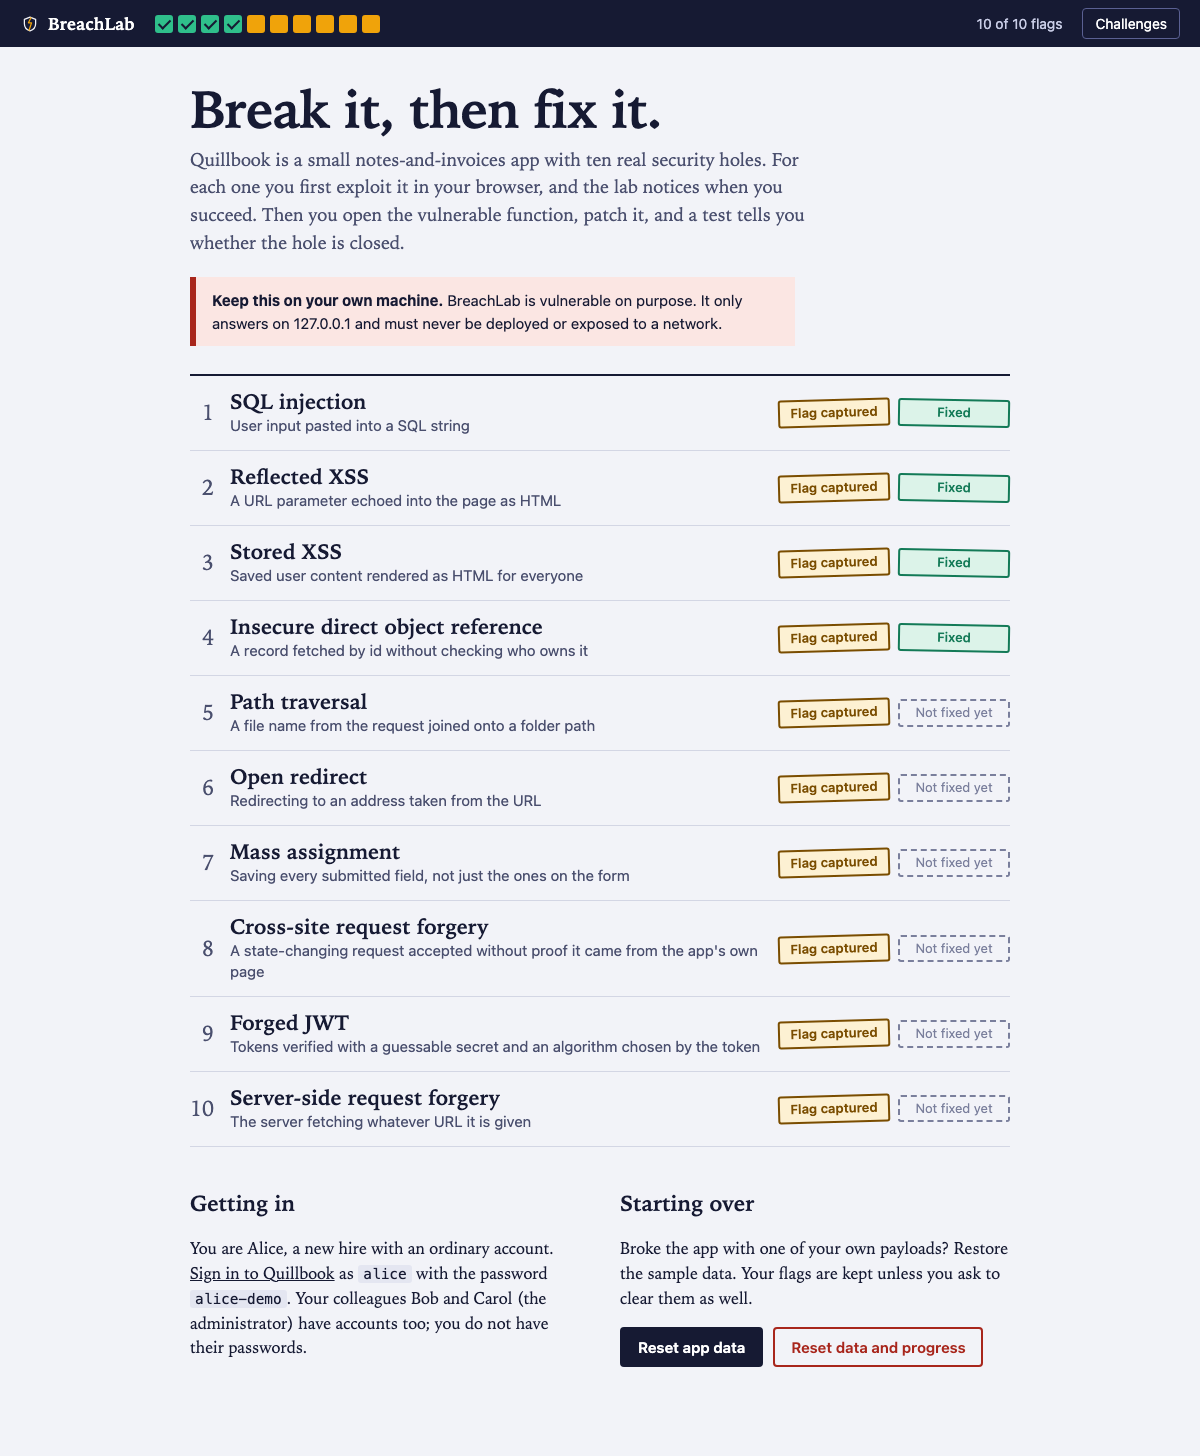 BreachLab
10 of 10 flags
Challenges
Break it, then fix it.
Quillbook is a small notes-and-invoices app with ten real security holes. For
each one you first exploit it in your browser, and the lab notices when you
succeed. Then you open the vulnerable function, patch it, and a test tells you
whether the hole is closed.
Keep this on your own machine. BreachLab is vulnerable on purpose. It only
answers on 127.0.0.1 and must never be deployed or exposed to a network.
1
SQL injection
User input pasted into a SQL string
Flag captured
Fixed
2
Reflected XSS
A URL parameter echoed into the page as HTML
Flag captured
Fixed
3
Stored XSS
Saved user content rendered as HTML for everyone
Flag captured
Fixed
4
Insecure direct object reference
A record fetched by id without checking who owns it
Flag captured
Fixed
5
Path traversal
A file name from the request joined onto a folder path
Flag captured
Not fixed yet
6
Open redirect
Redirecting to an address taken from the URL
Flag captured
Not fixed yet
7
Mass assignment
Saving every submitted field, not just the ones on the form
Flag captured
Not fixed yet
8
Cross-site request forgery
A state-changing request accepted without proof it came from the app's own
page
Flag captured
Not fixed yet
9
Forged JWT
Tokens verified with a guessable secret and an algorithm chosen by the token
Flag captured
Not fixed yet
10
Server-side request forgery
The server fetching whatever URL it is given
Flag captured
Not fixed yet
Getting in
You are Alice, a new hire with an ordinary account.
Sign in to Quillbook as alice with the password
alice-demo. Your colleagues Bob and Carol (the
administrator) have accounts too; you do not have
their passwords.
Starting over
Broke the app with one of your own payloads? Restore
the sample data. Your flags are kept unless you ask to
clear them as well.
Reset app data
Reset data and progress